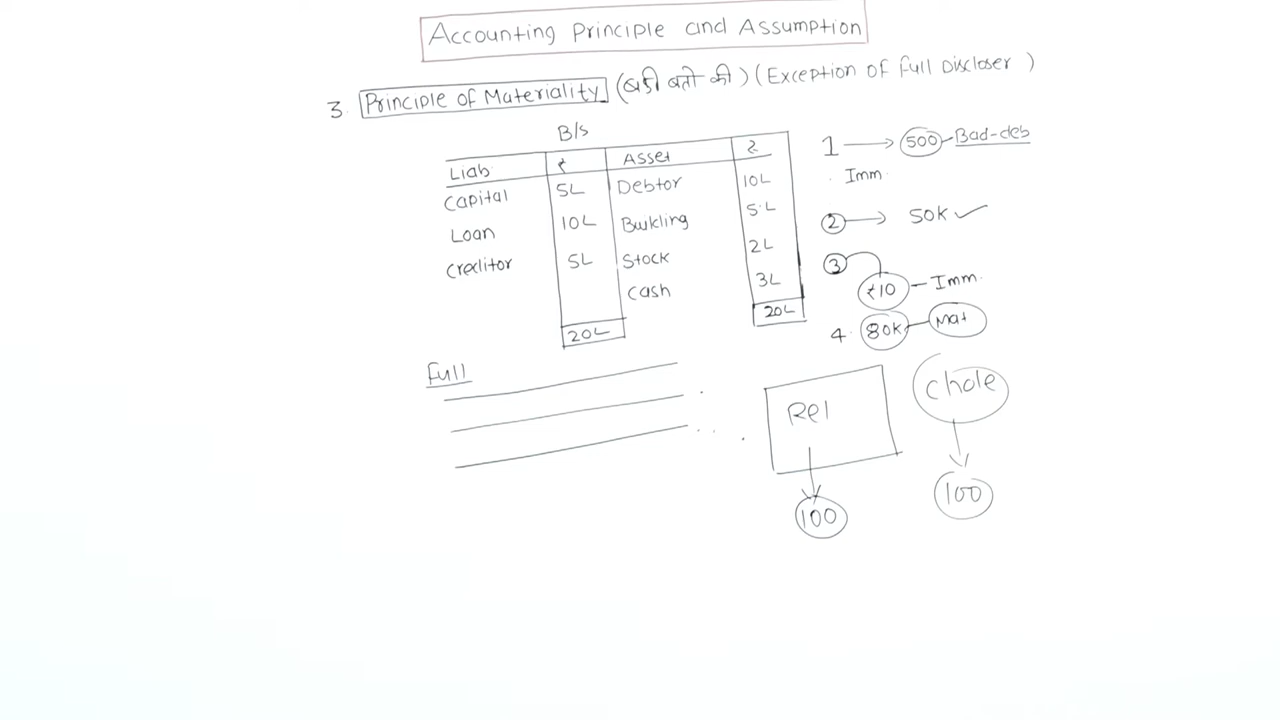 Accounting Principle and Assumption
3. Principle of Materiality (बड़ी बतो की) (Exception of Full Discloser)
B/s
Liab ₹ Asset ₹
Capital 5L Debtor 10L
Loan 10L Building 5L
Creditor 5L Stock 2L
Cash 3L
20L 20L
1 → 500 Bad-deb
Imm
2 → 50K ✓
3 ₹10 – Imm.
4. 80K – Mat
Full
Rel → 100
Chole → 100